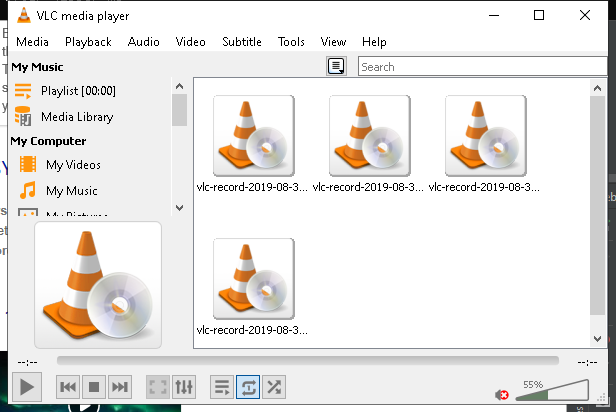 VLC media player
Media Playback Audio Video Subtitle Tools View Help
My Music
Playlist [00:00]
Media Library
My Computer
My Videos
My Music
My Pictures
Search
vlc-record-2019-08-3... vlc-record-2019-08-3... vlc-record-2019-08-3...
vlc-record-2019-08-3...
--:-- --:--
55%